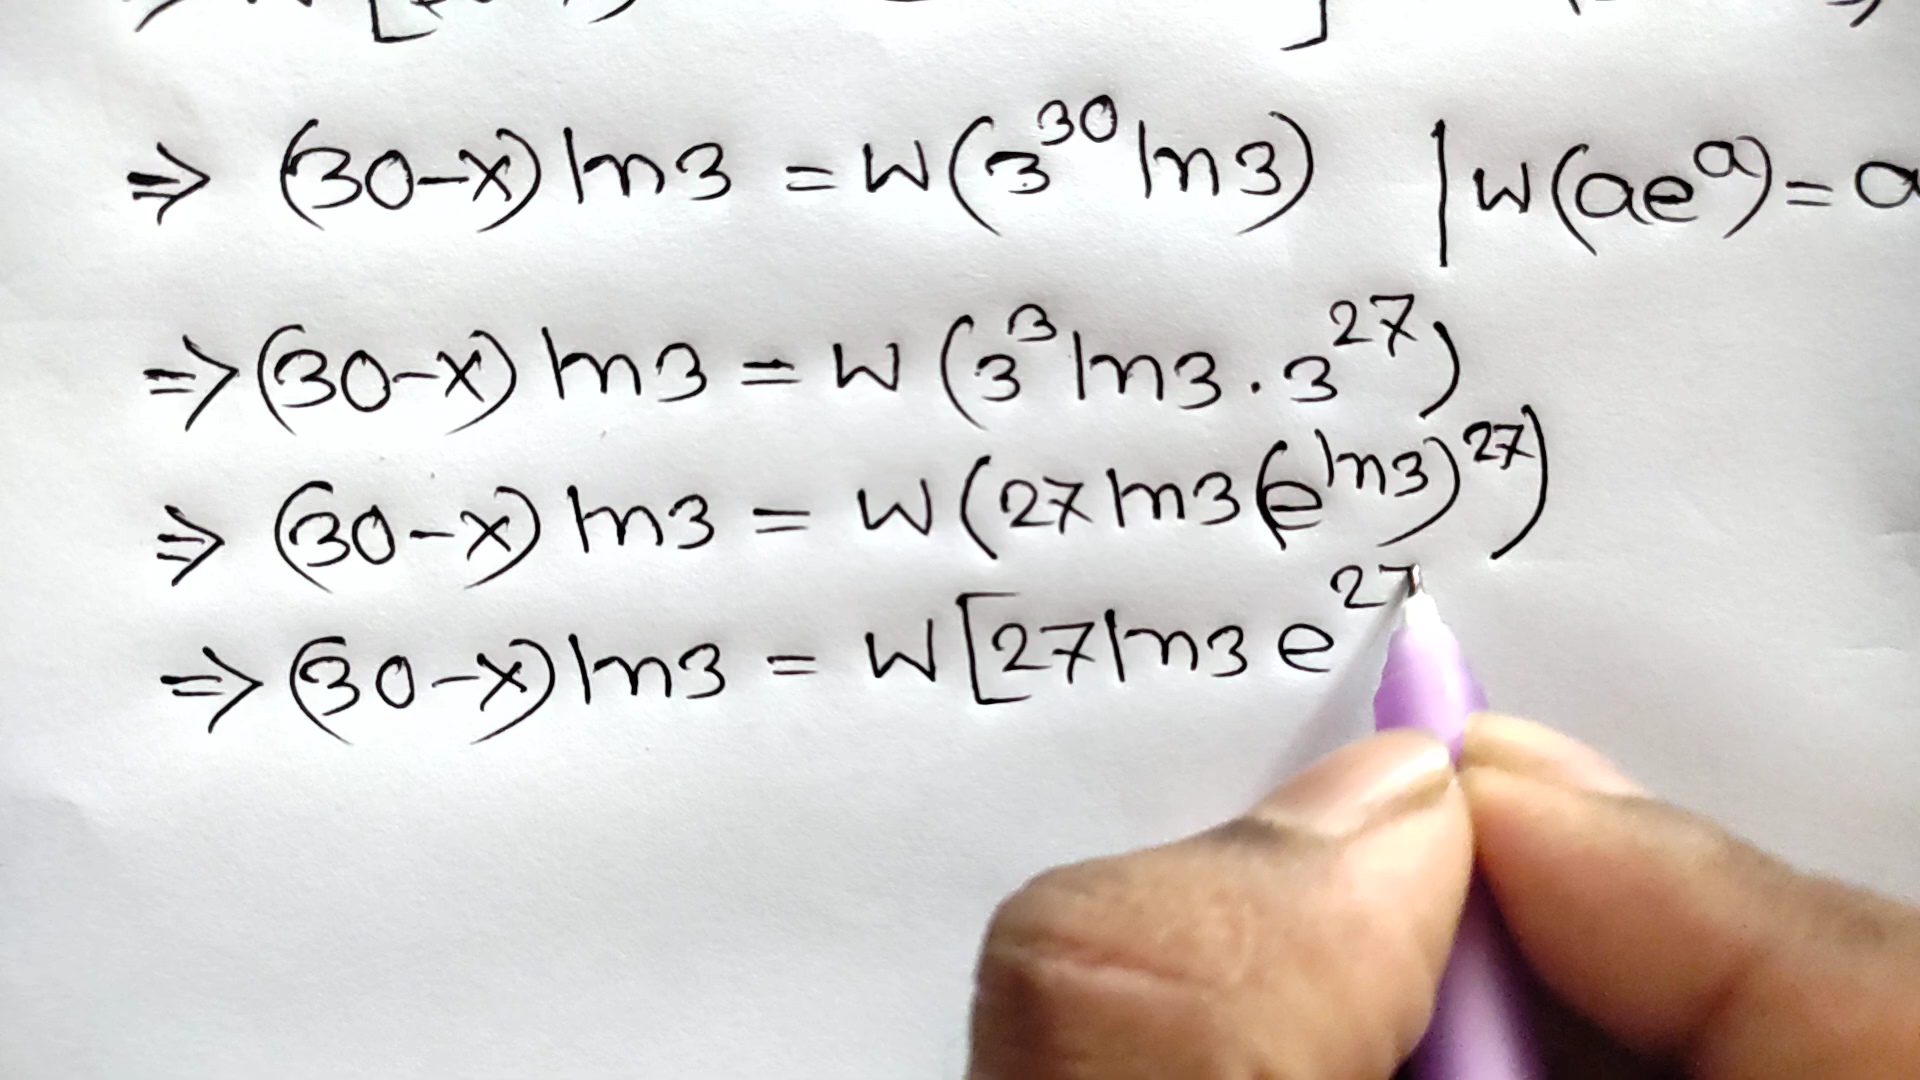 ⇒ (30-x) ln3 = W(3^30 ln3) | W(ae^a) = a
⇒ (30-x) ln3 = W(3^3 ln3 · 3^27)
⇒ (30-x) ln3 = W(27 ln3 (e^ln3)^27)
⇒ (30-x) ln3 = W[27 ln3 e^27